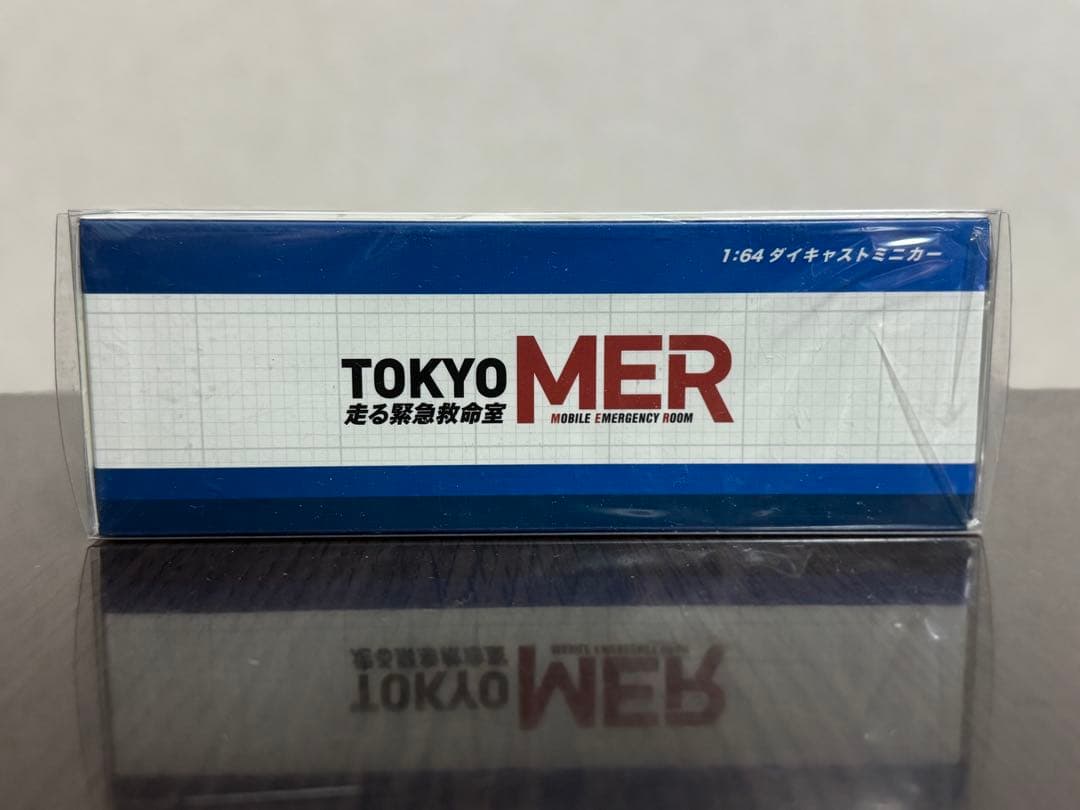 1:64 ダイキャストミニカー
TOKYO MER
走る緊急救命室 MOBILE EMERGENCY ROOM